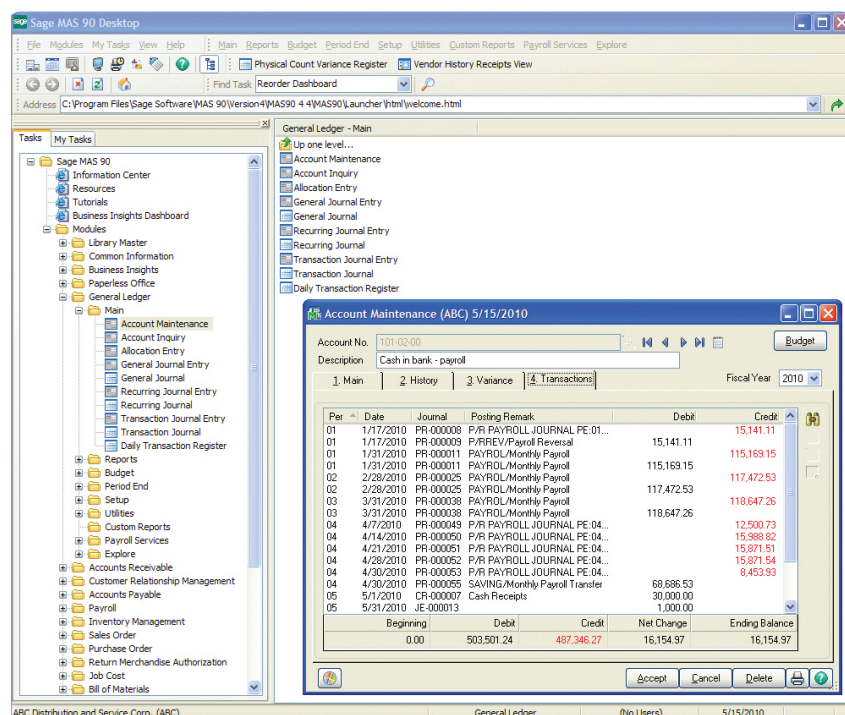 sage Sage MAS 90 Desktop
File Modules My Tasks View Help Main Reports Budget Period End Setup Utilities Custom Reports Payroll Services Explore
Physical Count Variance Register Vendor History Receipts View
Find Task Reorder Dashboard
Address C:\Program Files\Sage Software\MAS 90\Version4\MAS90 4 4\MAS90\Launcher\html\welcome.html
Tasks My Tasks
Sage MAS 90
Information Center
Resources
Tutorials
Business Insights Dashboard
Modules
Library Master
Common Information
Business Insights
Paperless Office
General Ledger
Main
Account Maintenance
Account Inquiry
Allocation Entry
General Journal Entry
General Journal
Recurring Journal Entry
Recurring Journal
Transaction Journal Entry
Transaction Journal
Daily Transaction Register
Reports
Budget
Period End
Setup
Utilities
Custom Reports
Payroll Services
Explore
Accounts Receivable
Customer Relationship Management
Accounts Payable
Payroll
Inventory Management
Sales Order
Purchase Order
Return Merchandise Authorization
Job Cost
Bill of Materials
General Ledger - Main
Up one level...
Account Maintenance
Account Inquiry
Allocation Entry
General Journal Entry
General Journal
Recurring Journal Entry
Recurring Journal
Transaction Journal Entry
Transaction Journal
Daily Transaction Register
Account Maintenance (ABC) 5/15/2010
Account No. 101-02-00 Budget
Description Cash in bank - payroll
1. Main 2. History 3. Variance 4. Transactions Fiscal Year 2010
Per Date Journal Posting Remark Debit Credit
01 1/17/2010 PR-000008 P/R PAYROLL JOURNAL PE:01... 15,141.11
01 1/17/2010 PR-000009 P/RREV/Payroll Reversal 15,141.11
01 1/31/2010 PR-000011 PAYROL/Monthly Payroll 115,169.15
01 1/31/2010 PR-000011 PAYROL/Monthly Payroll 115,169.15
02 2/28/2010 PR-000025 PAYROL/Monthly Payroll 117,472.53
02 2/28/2010 PR-000025 PAYROL/Monthly Payroll 117,472.53
03 3/31/2010 PR-000038 PAYROL/Monthly Payroll 118,647.26
03 3/31/2010 PR-000038 PAYROL/Monthly Payroll 118,647.26
04 4/7/2010 PR-000049 P/R PAYROLL JOURNAL PE:04... 12,500.73
04 4/14/2010 PR-000050 P/R PAYROLL JOURNAL PE:04... 15,988.82
04 4/21/2010 PR-000051 P/R PAYROLL JOURNAL PE:04... 15,871.51
04 4/28/2010 PR-000052 P/R PAYROLL JOURNAL PE:04... 15,871.54
04 4/30/2010 PR-000053 P/R PAYROLL JOURNAL PE:04... 8,453.93
04 4/30/2010 PR-000055 SAVING/Monthly Payroll Transfer 68,686.53
05 5/1/2010 CR-000007 Cash Receipts 30,000.00
05 5/31/2010 JE-000013 1,000.00
Beginning Debit Credit Net Change Ending Balance
0.00 503,501.24 487,346.27 16,154.97 16,154.97
Accept Cancel Delete
ABC Distribution and Service Corp. (ABC) General Ledger (No Users) 5/15/2010